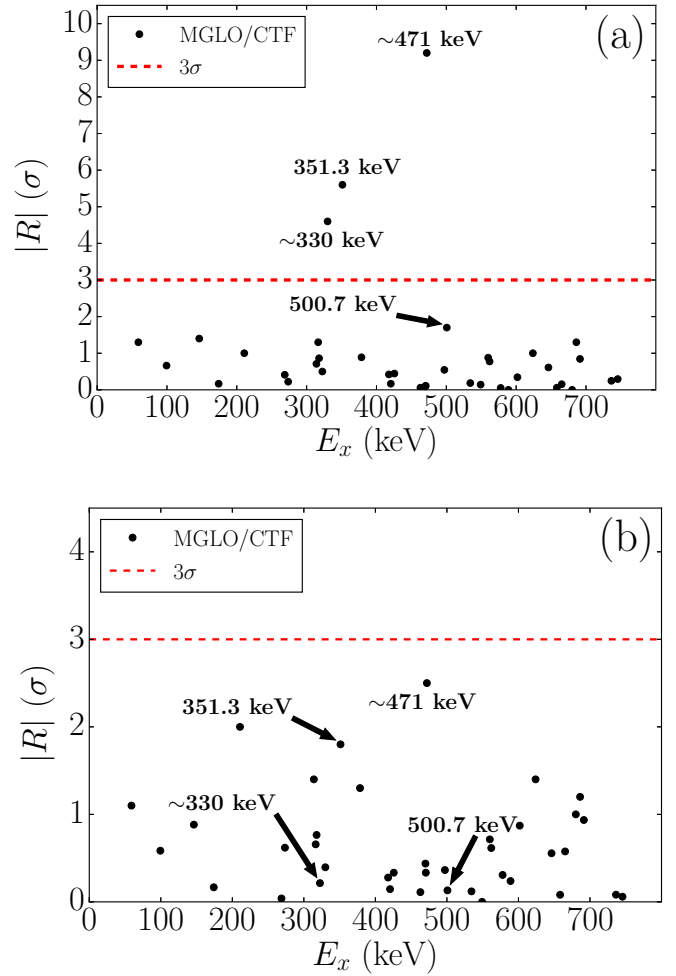 (a)
MGLO/CTF
3σ
~471 keV
351.3 keV
~330 keV
500.7 keV
|R| (σ)
10
9
8
7
6
5
4
3
2
1
0
0 100 200 300 400 500 600 700
E_x (keV)
(b)
MGLO/CTF
3σ
~471 keV
351.3 keV
~330 keV
500.7 keV
|R| (σ)
4
3
2
1
0
0 100 200 300 400 500 600 700
E_x (keV)